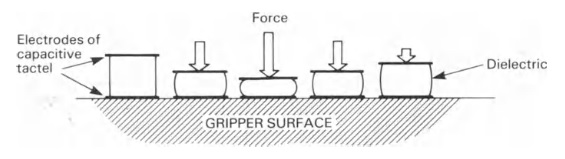 Force
Electrodes of
capacitive
tactel
Dielectric
GRIPPER SURFACE